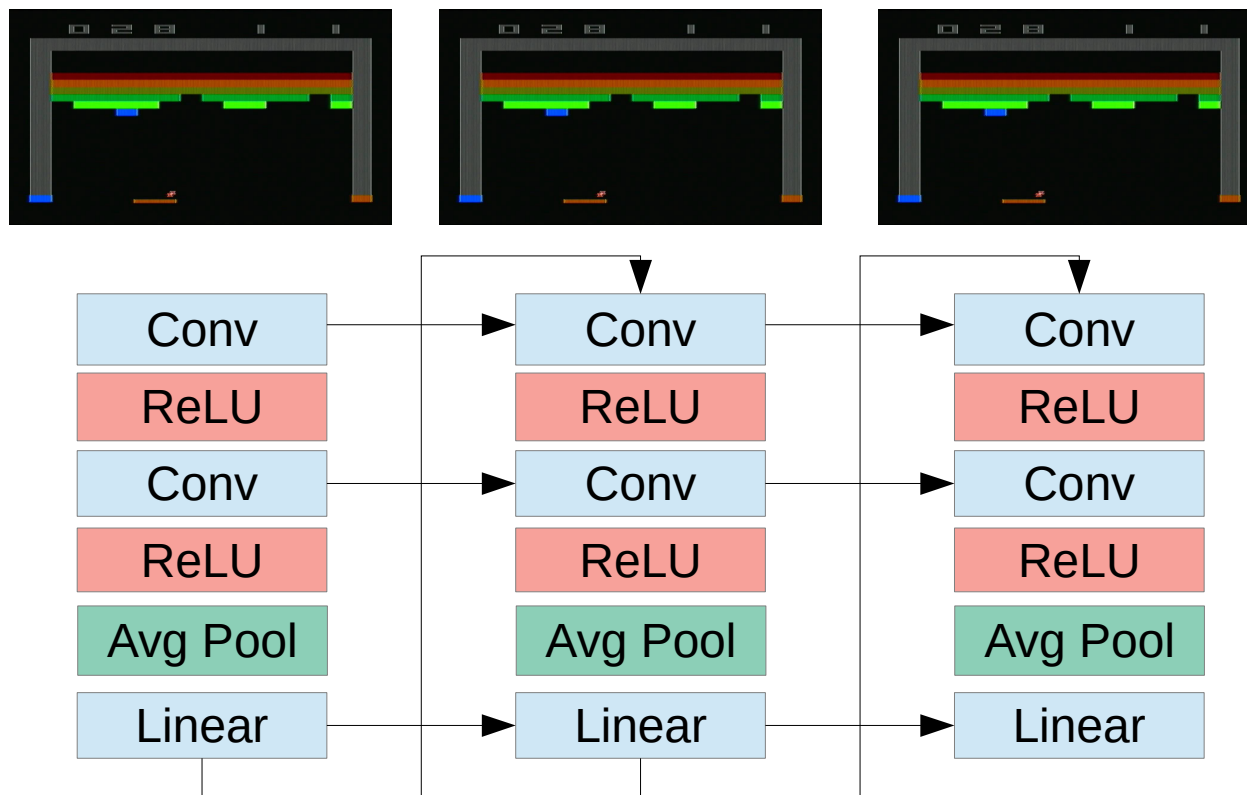 028 1 1
028 1 1
028 1 1
Conv
Conv
Conv
ReLU
ReLU
ReLU
Conv
Conv
Conv
ReLU
ReLU
ReLU
Avg Pool
Avg Pool
Avg Pool
Linear
Linear
Linear